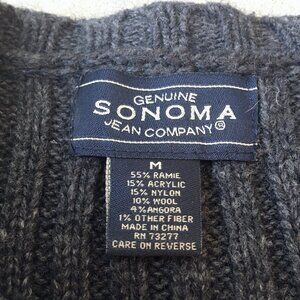 GENUINE
SONOMA
JEAN COMPANY®
M
55% RAMIE
15% ACRYLIC
15% NYLON
10% WOOL
4% ANGORA
1% OTHER FIBER
MADE IN CHINA
RN 73277
CARE ON REVERSE